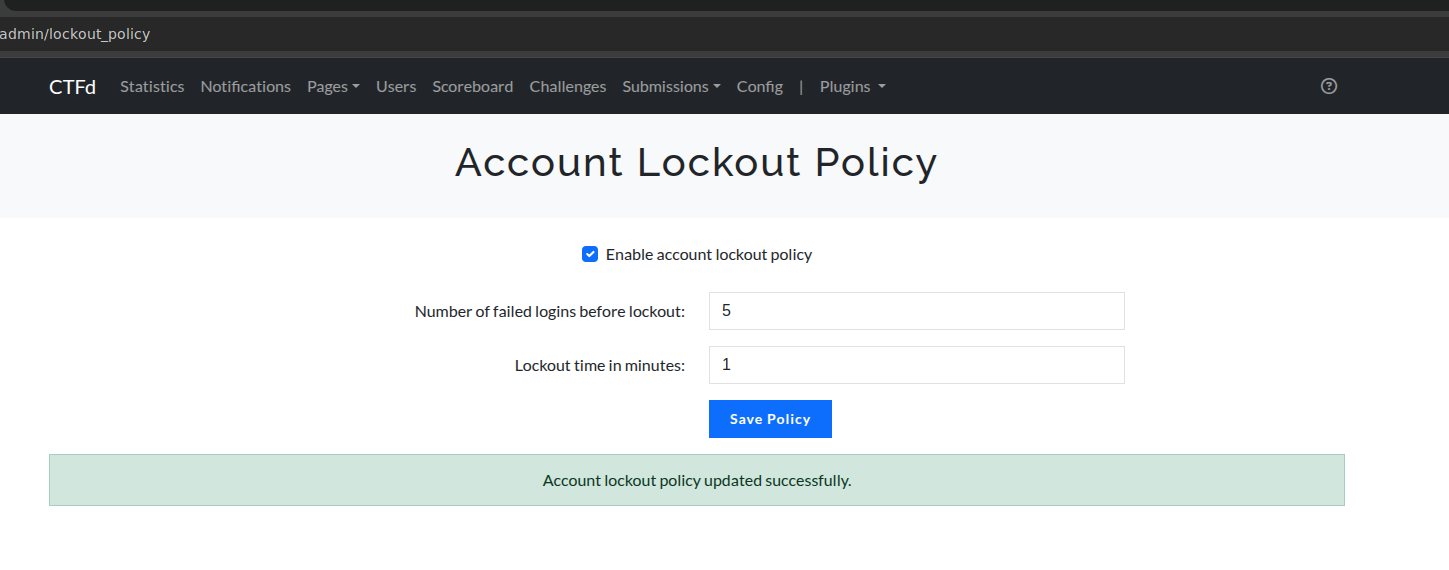 admin/lockout_policy
CTFd Statistics Notifications Pages Users Scoreboard Challenges Submissions Config | Plugins
Account Lockout Policy
Enable account lockout policy
Number of failed logins before lockout: 5
Lockout time in minutes: 1
Save Policy
Account lockout policy updated successfully.